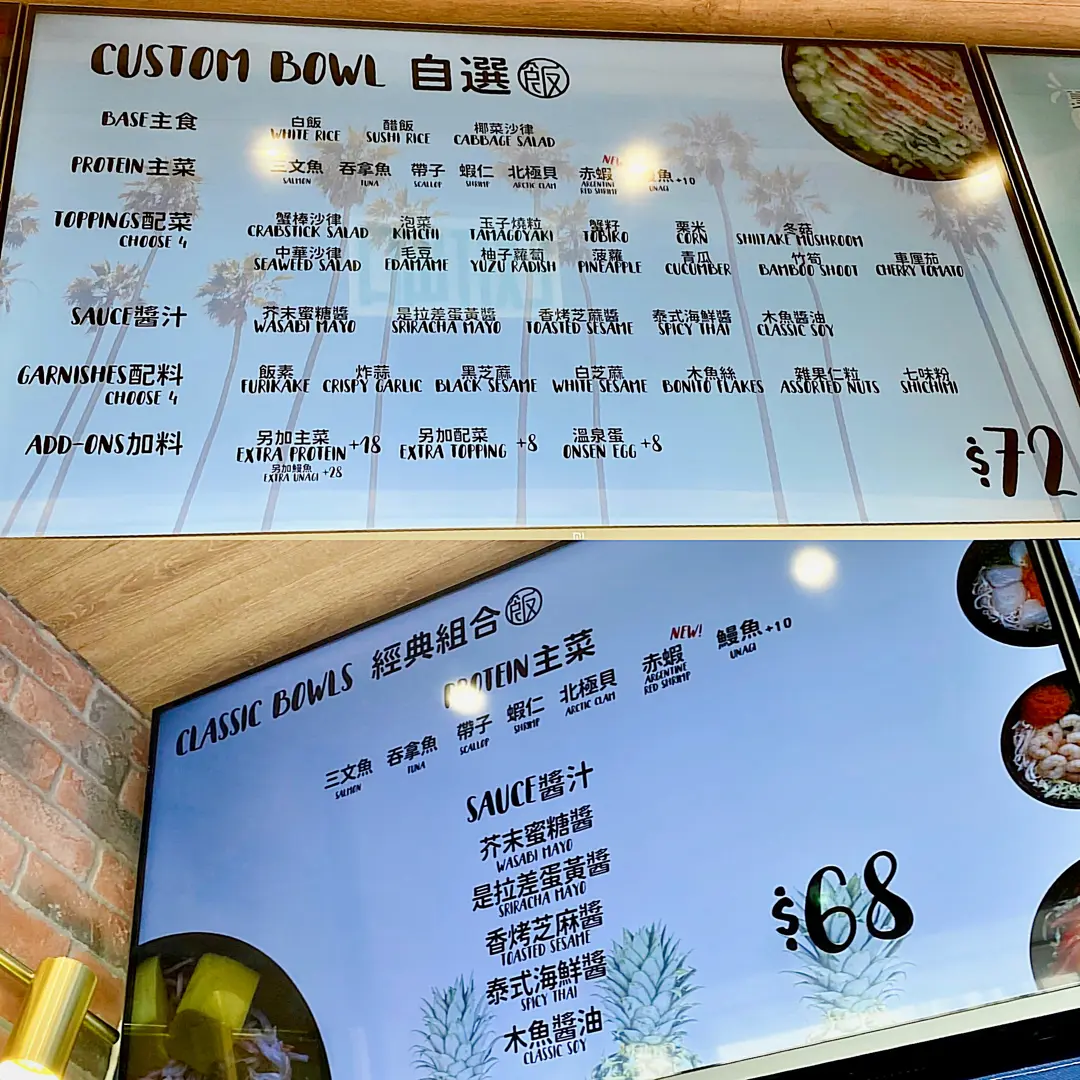 CUSTOM BOWL 自選飯
BASE主食 白飯 醋飯 椰菜沙律
WHITE RICE SUSHI RICE CABBAGE SALAD
PROTEIN主菜 三文魚 吞拿魚 帶子 蝦仁 北極貝 赤蝦 魚+10
SALMON TUNA SCALLOP SHRIMP ARCTIC CLAM ARGENTINE RED SHRIMP UNAGI
TOPPINGS配菜 蟹棒沙律 泡菜 玉子燒粒 蟹籽 粟米 冬菇
CHOOSE 4 CRABSTICK SALAD KIMCHI TAMAGOYAKI TOBIKO CORN SHIITAKE MUSHROOM
中華沙律 毛豆 柚子蘿蔔 菠蘿 青瓜 竹筍 車厘茄
SEAWEED SALAD EDAMAME YUZU RADISH PINEAPPLE CUCUMBER BAMBOO SHOOT CHERRY TOMATO
SAUCE醬汁 芥末蜜糖醬 是拉差蛋黃醬 香烤芝蔴醬 泰式海鮮醬 木魚醬油
WASABI MAYO SRIRACHA MAYO TOASTED SESAME SPICY THAI CLASSIC SOY
GARNISHES配料 飯素 炸蒜 黑芝蔴 白芝蔴 木魚絲 雜果仁粒 七味粉
CHOOSE 4 FURIKAKE CRISPY GARLIC BLACK SESAME WHITE SESAME BONITO FLAKES ASSORTED NUTS SHICHIMI
ADD-ONS加料 另加主菜 +18 另加配菜 +8 溫泉蛋 +8
EXTRA PROTEIN EXTRA TOPPING ONSEN EGG
另加鰻魚 +28
EXTRA UNAGI
$72
CLASSIC BOWLS 經典組合飯
PROTEIN主菜
三文魚 吞拿魚 帶子 蝦仁 北極貝 NEW! 赤蝦 鰻魚+10
SALMON TUNA SCALLOP SHRIMP ARCTIC CLAM ARGENTINE RED SHRIMP UNAGI
SAUCE醬汁
芥末蜜糖醬
WASABI MAYO
是拉差蛋黃醬
SRIRACHA MAYO
香烤芝麻醬
TOASTED SESAME
泰式海鮮醬
SPICY THAI
木魚醬油
CLASSIC SOY
$68